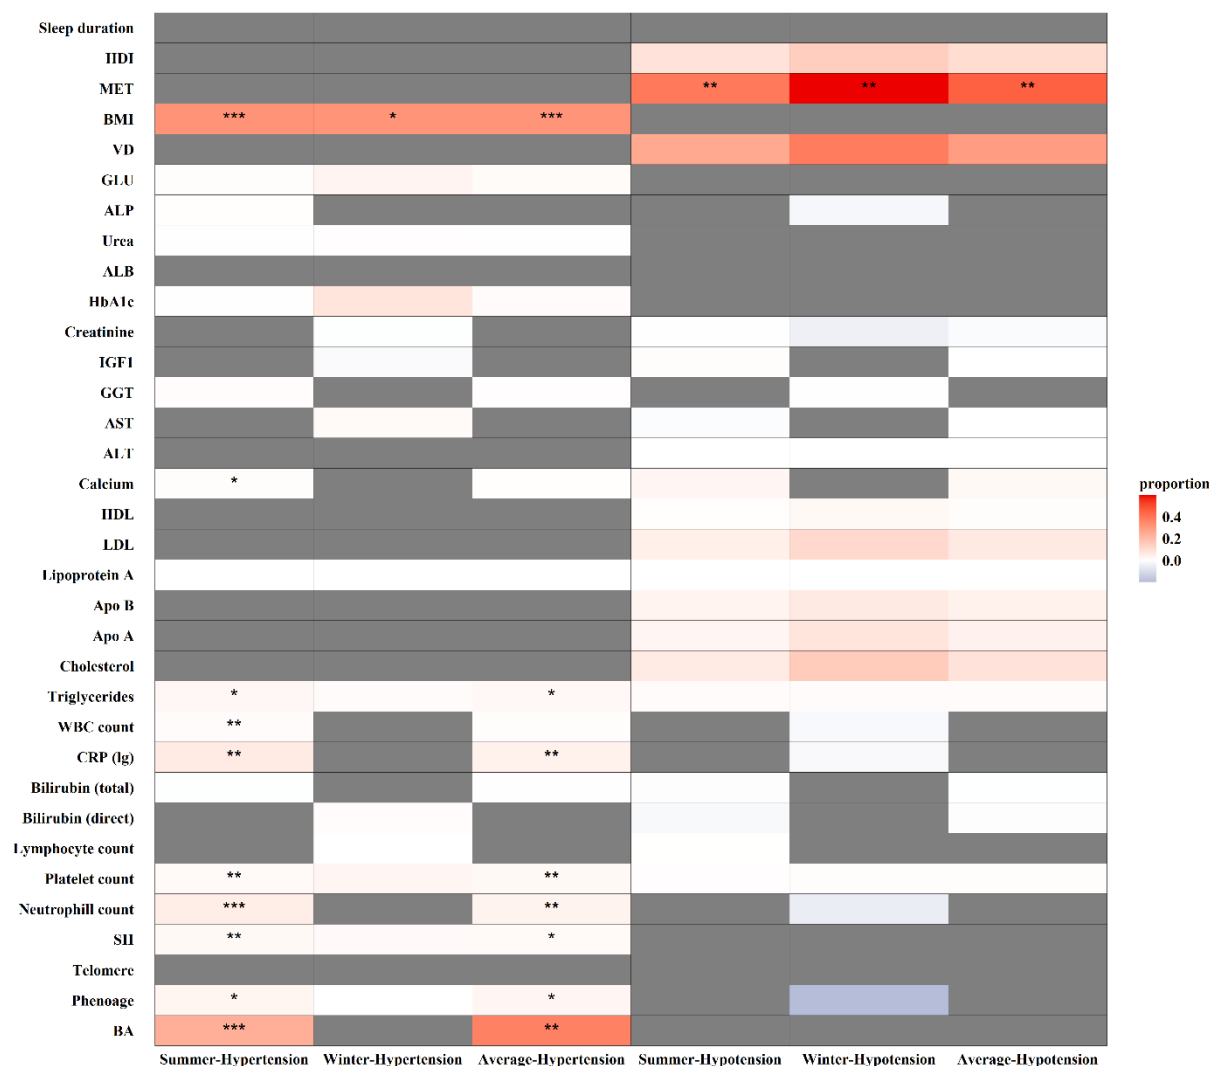 Sleep duration
HDI
MET ** ** **
BMI *** * ***
VD
GLU
ALP
Urea
ALB
HbA1c
Creatinine
IGF1
GGT
AST
ALT
Calcium *
HDL
LDL
Lipoprotein A
Apo B
Apo A
Cholesterol
Triglycerides * *
WBC count **
CRP (lg) ** **
Bilirubin (total)
Bilirubin (direct)
Lymphocyte count
Platelet count ** **
Neutrophill count *** **
SII ** *
Telomere
Phenoage * *
BA *** **
Summer-Hypertension Winter-Hypertension Average-Hypertension Summer-Hypotension Winter-Hypotension Average-Hypotension
proportion
0.4
0.2
0.0